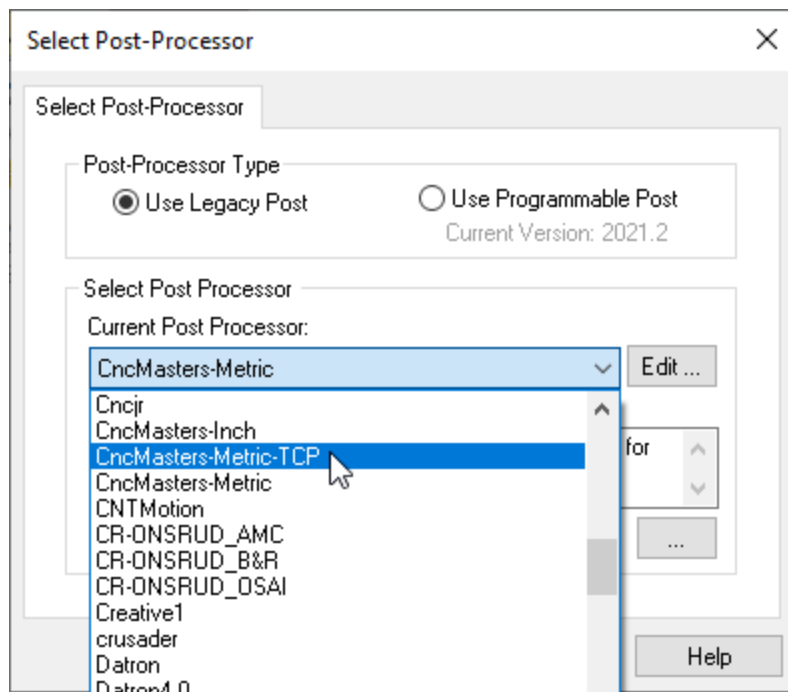 Select Post-Processor
Select Post-Processor
Post-Processor Type
Use Legacy Post
Use Programmable Post
Current Version: 2021.2
Select Post Processor
Current Post Processor:
CncMasters-Metric
Edit ...
Cncjr
CncMasters-Inch
for
CncMasters-Metric-TCP
CncMasters-Metric
CNTMotion
CR-ONSRUD_AMC
...
CR-ONSRUD_B&R
CR-ONSRUD_OSAI
Creative1
crusader
Datron
Help
Datron4.0